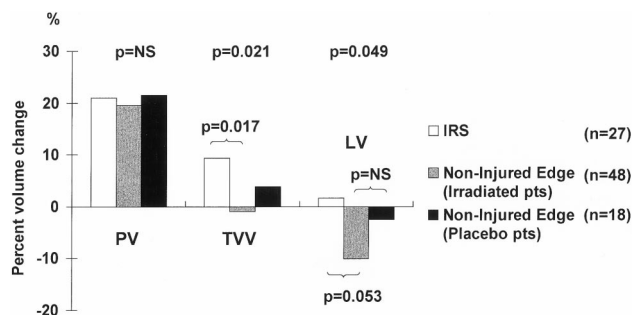 %
30
20
10
0
-10
-20
Percent volume change
p=NS
p=0.021
p=0.049
p=0.017
LV
p=NS
PV
TVV
p=0.053
IRS (n=27)
Non-Injured Edge (n=48)
(Irradiated pts)
Non-Injured Edge (n=18)
(Placebo pts)